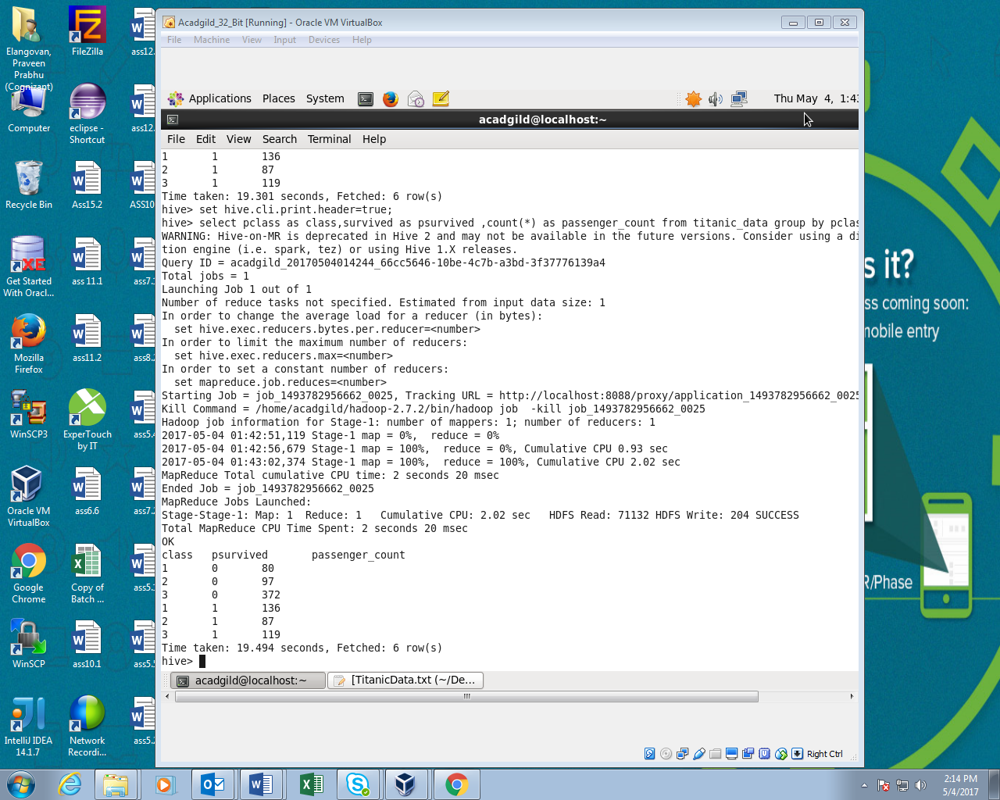 Acadgild_32_Bit [Running] - Oracle VM VirtualBox
File Machine View Input Devices Help
Applications Places System Thu May 4, 1:43
acadgild@localhost:~
File Edit View Search Terminal Help
1 1 136
2 1 87
3 1 119
Time taken: 19.301 seconds, Fetched: 6 row(s)
hive> set hive.cli.print.header=true;
hive> select pclass as class,survived as psurvived ,count(*) as passenger_count from titanic_data group by pclas
WARNING: Hive-on-MR is deprecated in Hive 2 and may not be available in the future versions. Consider using a di
tion engine (i.e. spark, tez) or using Hive 1.X releases.
Query ID = acadgild_20170504014244_66cc5646-10be-4c7b-a3bd-3f37776139a4
Total jobs = 1
Launching Job 1 out of 1
Number of reduce tasks not specified. Estimated from input data size: 1
In order to change the average load for a reducer (in bytes):
set hive.exec.reducers.bytes.per.reducer=<number>
In order to limit the maximum number of reducers:
set hive.exec.reducers.max=<number>
In order to set a constant number of reducers:
set mapreduce.job.reduces=<number>
Starting Job = job_1493782956662_0025, Tracking URL = http://localhost:8088/proxy/application_1493782956662_0025
Kill Command = /home/acadgild/hadoop-2.7.2/bin/hadoop job -kill job_1493782956662_0025
Hadoop job information for Stage-1: number of mappers: 1; number of reducers: 1
2017-05-04 01:42:51,119 Stage-1 map = 0%, reduce = 0%
2017-05-04 01:42:56,679 Stage-1 map = 100%, reduce = 0%, Cumulative CPU 0.93 sec
2017-05-04 01:43:02,374 Stage-1 map = 100%, reduce = 100%, Cumulative CPU 2.02 sec
MapReduce Total cumulative CPU time: 2 seconds 20 msec
Ended Job = job_1493782956662_0025
MapReduce Jobs Launched:
Stage-Stage-1: Map: 1 Reduce: 1 Cumulative CPU: 2.02 sec HDFS Read: 71132 HDFS Write: 204 SUCCESS
Total MapReduce CPU Time Spent: 2 seconds 20 msec
OK
class psurvived passenger_count
1 0 80
2 0 97
3 0 372
1 1 136
2 1 87
3 1 119
Time taken: 19.494 seconds, Fetched: 6 row(s)
hive>
acadgild@localhost:~ [TitanicData.txt (~/De...
Right Ctrl
Elangovan,
Praveen
Prabhu
(Cognizant)
FileZilla
ass12.
Computer
eclipse -
Shortcut
ass12.
Recycle Bin
Ass15.2
ASS10
Get Started
With Oracl...
ass 11.1
ass7.
Mozilla
Firefox
ass11.2
ass8.
WinSCP3
ExperTouch
by IT
ass5.
Oracle VM
VirtualBox
ass6.6
ass7.
Google
Chrome
Copy of
Batch ...
ass5.
WinSCP
ass10.1
ass5.
IntelliJ IDEA
14.1.7
Network
Recordi...
ass5.
s it?
ss coming soon:
mobile entry
R/Phase
2:14 PM
5/4/2017